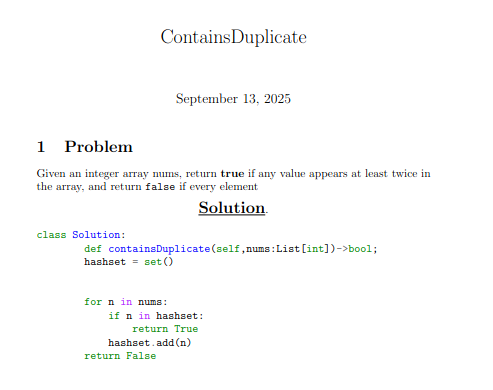 ContainsDuplicate
September 13, 2025
1 Problem
Given an integer array nums, return true if any value appears at least twice in
the array, and return false if every element
Solution.
class Solution:
        def containsDuplicate(self,nums:List[int])->bool;
        hashset = set()
        for n in nums:
            if n in hashset:
                return True
            hashset.add(n)
        return False